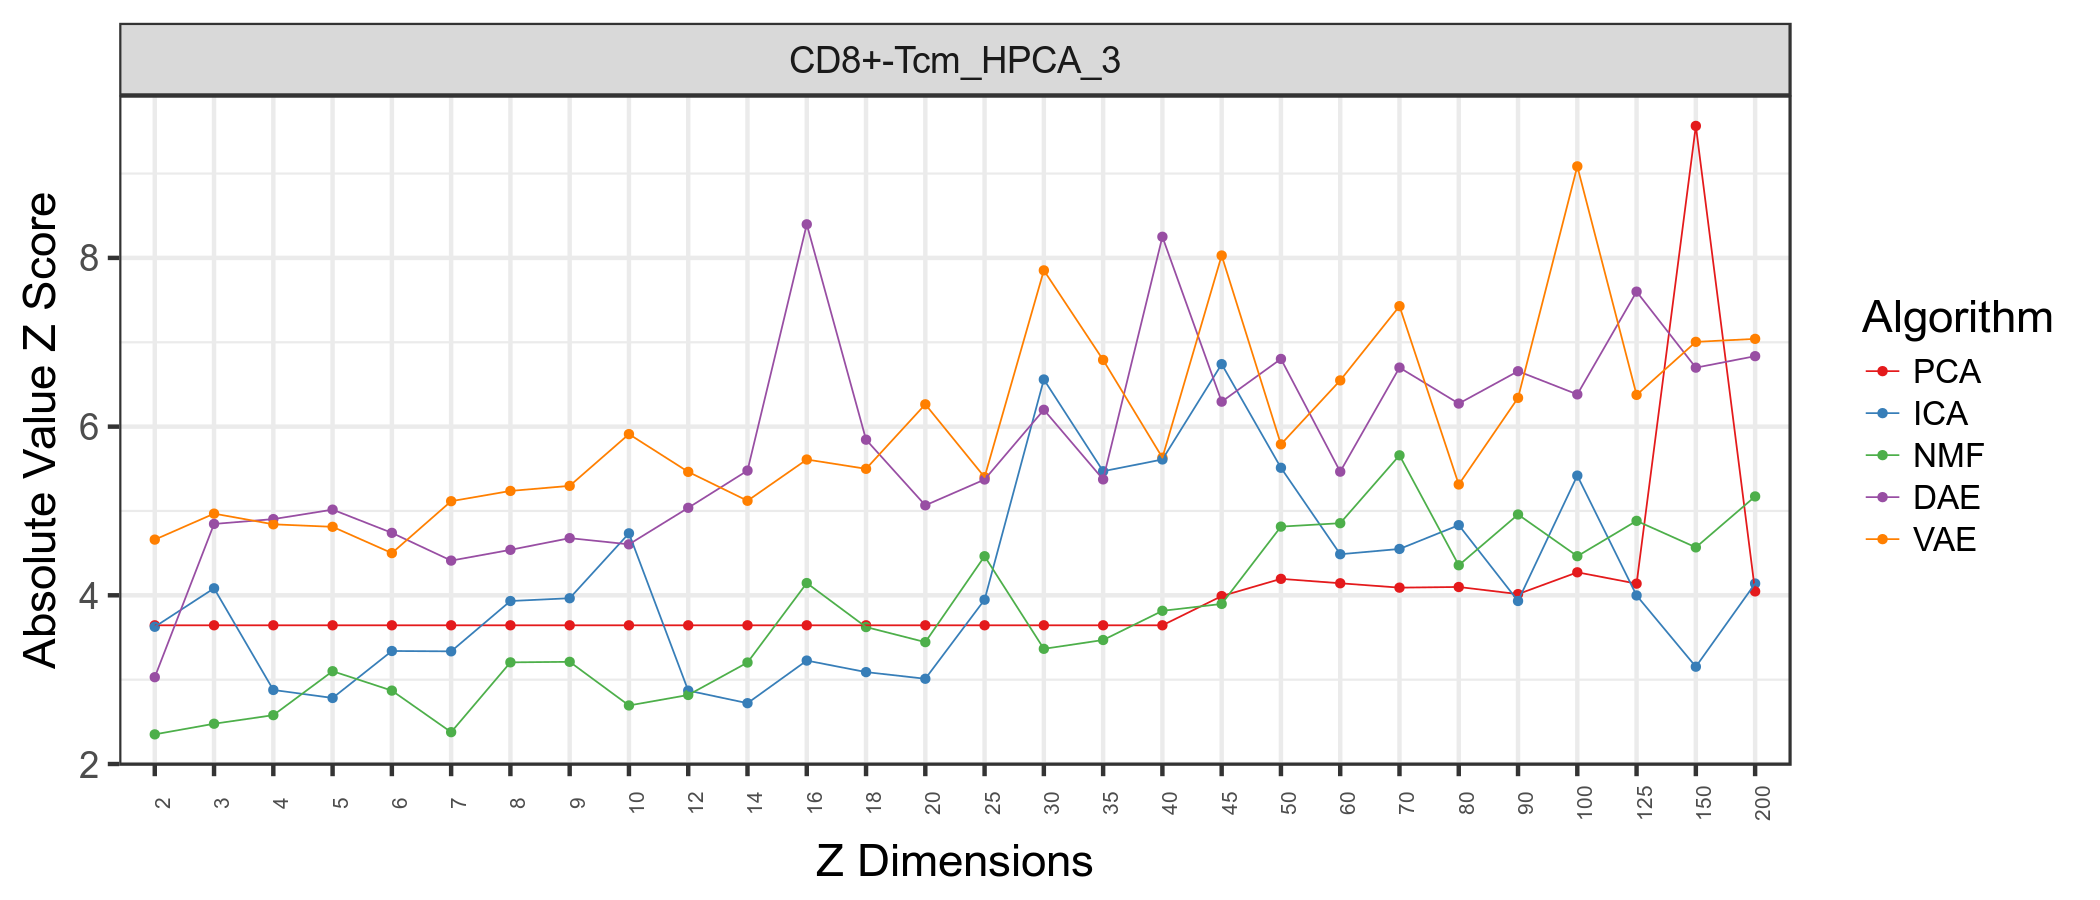 CD8+-Tcm_HPCA_3
Absolute Value Z Score
8
6
4
2
2 3 4 5 6 7 8 9 10 12 14 16 18 20 25 30 35 40 45 50 60 70 80 90 100 125 150 200
Z Dimensions
Algorithm
PCA
ICA
NMF
DAE
VAE